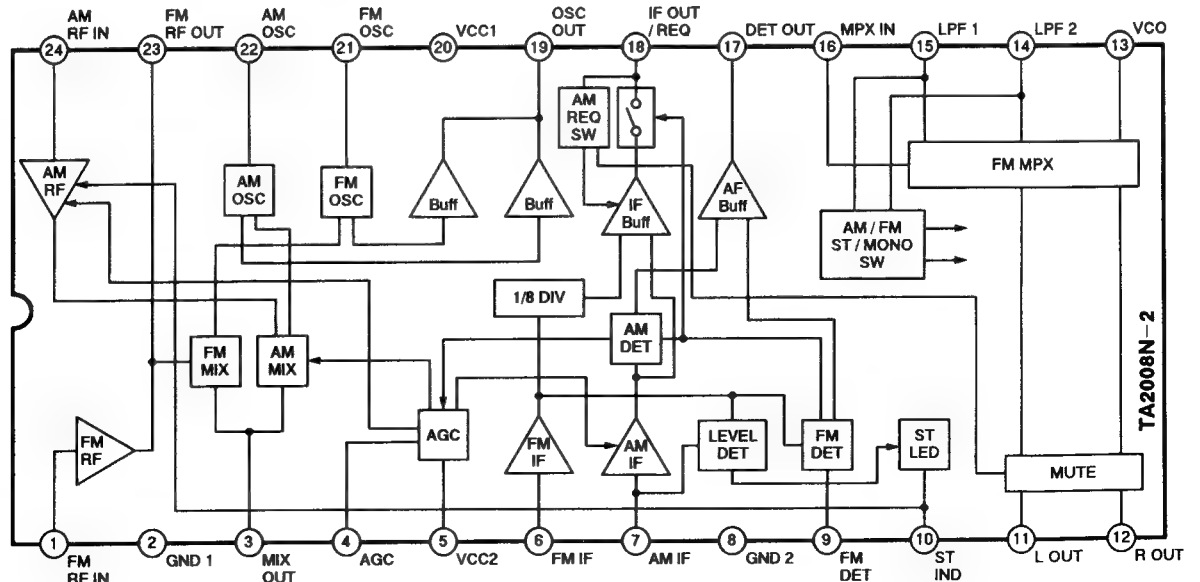 AM
RF IN
FM
RF OUT
AM
OSC
FM
OSC
VCC1
OSC
OUT
IF OUT
/REQ
DET OUT
MPX IN
LPF 1
LPF 2
VCO
24
23
22
21
20
19
18
17
16
15
14
13
AM
RF
AM
OSC
FM
OSC
Buff
Buff
AM
REQ
SW
IF
Buff
AF
Buff
FM MPX
AM / FM
ST / MONO
SW
1/8 DIV
FM
MIX
AM
MIX
AM
DET
TA2008N-2
FM
RF
AGC
FM
IF
AM
IF
LEVEL
DET
FM
DET
ST
LED
MUTE
1
2
3
4
5
6
7
8
9
10
11
12
FM
RF IN
GND 1
MIX
OUT
AGC
VCC2
FM IF
AM IF
GND 2
FM
DET
ST
IND
L OUT
R OUT